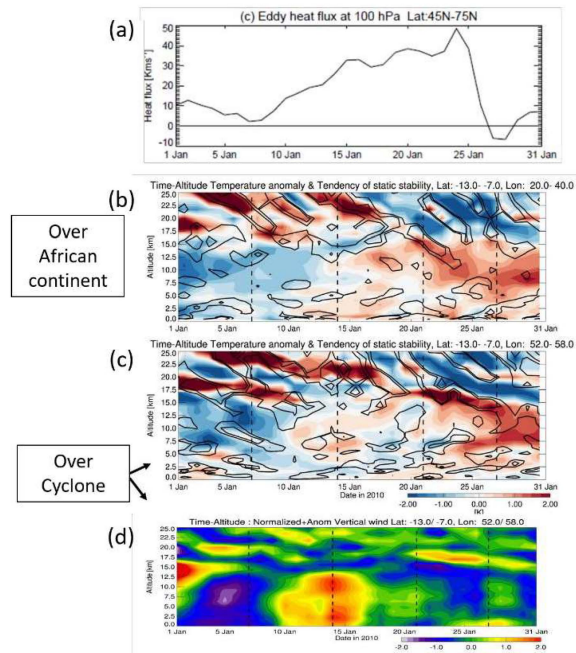 (a)
(c) Eddy heat flux at 100 hPa Lat:45N-75N
Heat flux [Kms⁻¹]
50
40
30
20
10
0
-10
1 Jan 5 Jan 10 Jan 15 Jan 20 Jan 25 Jan 31 Jan
(b)
Time-Altitude Temperature anomaly & Tendency of static stability, Lat: -13.0- -7.0, Lon: 20.0- 40.0
Over
African
continent
Altitude [km]
25.0
22.5
20.0
17.5
15.0
12.5
10.0
7.5
5.0
2.5
0.0
1 Jan 5 Jan 10 Jan 15 Jan 20 Jan 25 Jan 31 Jan
(c)
Time-Altitude Temperature anomaly & Tendency of static stability, Lat: -13.0- -7.0, Lon: 52.0- 58.0
Altitude [km]
25.0
22.5
20.0
17.5
15.0
12.5
10.0
7.5
5.0
2.5
0.0
1 Jan 5 Jan 10 Jan 15 Jan 20 Jan 25 Jan 31 Jan
Date in 2010
-2.00 -1.00 0.00 1.00 2.00
[K]
Over
Cyclone
(d)
Time-Altitude : Normalized+Anom Vertical wind Lat: -13.0/ -7.0, Lon: 52.0/ 58.0
Altitude [km]
25.0
22.5
20.0
17.5
15.0
12.5
10.0
7.5
5.0
2.5
0.0
1 Jan 5 Jan 10 Jan 15 Jan 20 Jan 25 Jan 31 Jan
Date in 2010
-2.0 -1.0 0.0 1.0 2.0